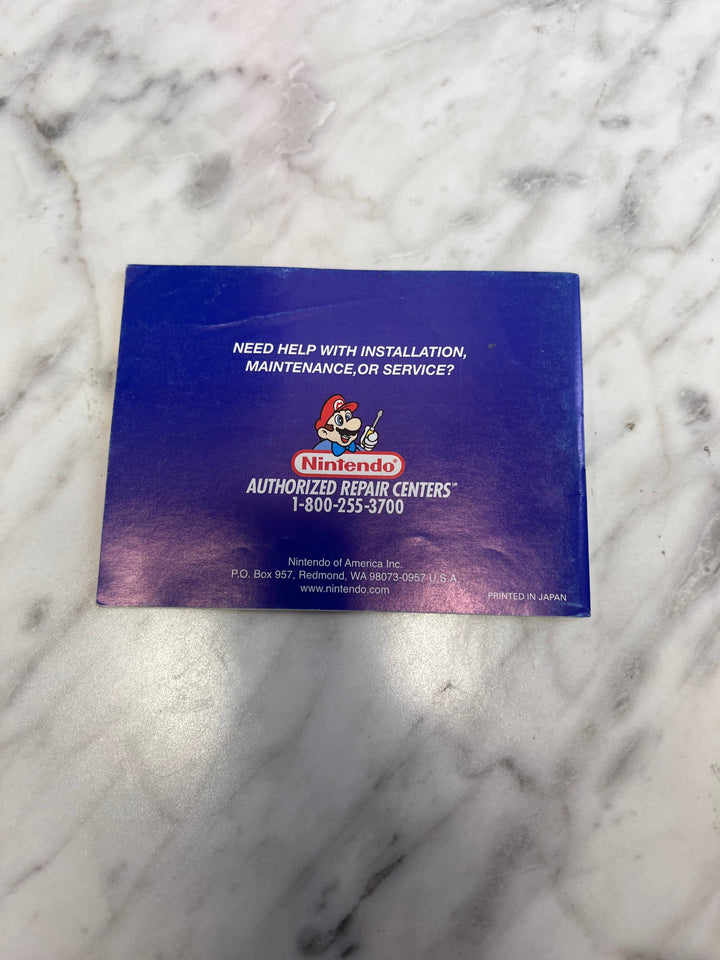 NEED HELP WITH INSTALLATION,
MAINTENANCE,OR SERVICE?
Nintendo®
AUTHORIZED REPAIR CENTERS℠
1-800-255-3700
Nintendo of America Inc.
P.O. Box 957, Redmond, WA 98073-0957 U.S.A.
www.nintendo.com
PRINTED IN JAPAN